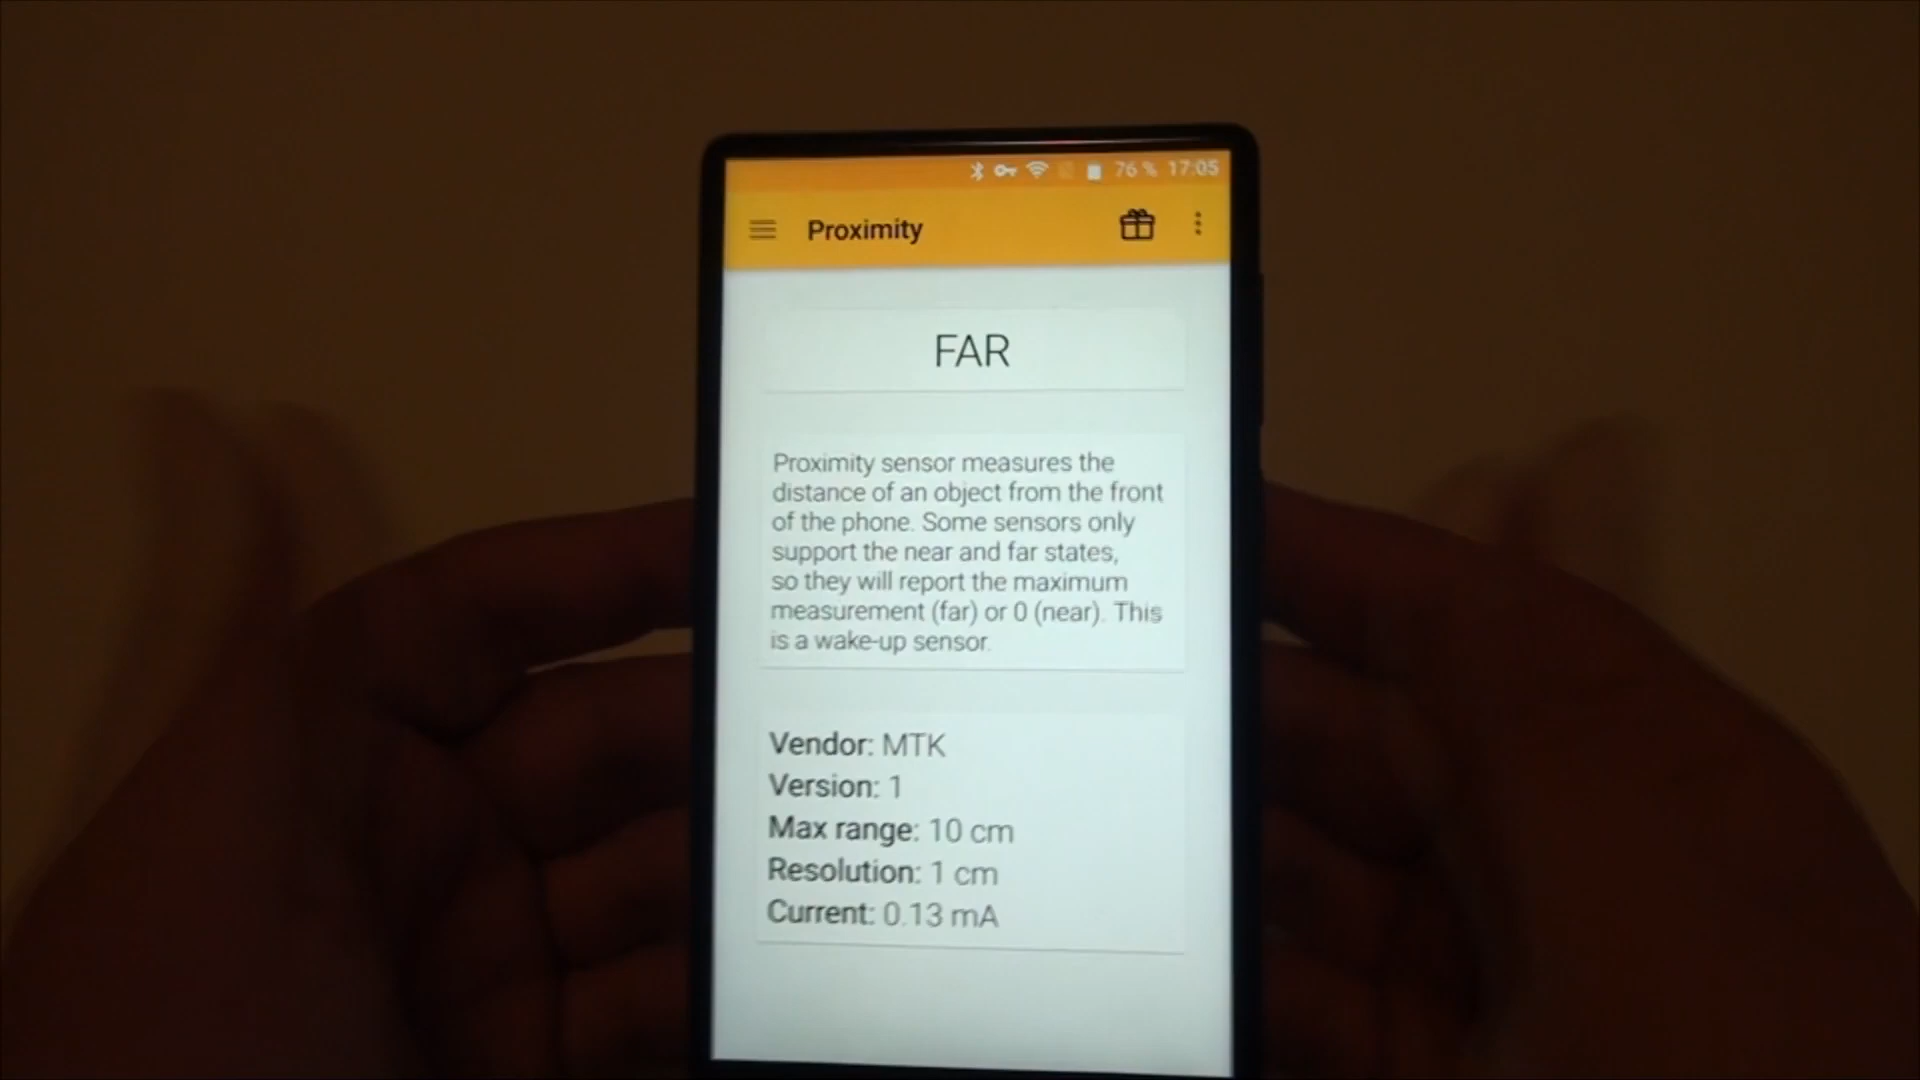 76 % 17:05
Proximity
FAR
Proximity sensor measures the
distance of an object from the front
of the phone. Some sensors only
support the near and far states,
so they will report the maximum
measurement (far) or 0 (near). This
is a wake-up sensor.
Vendor: MTK
Version: 1
Max range: 10 cm
Resolution: 1 cm
Current: 0.13 mA